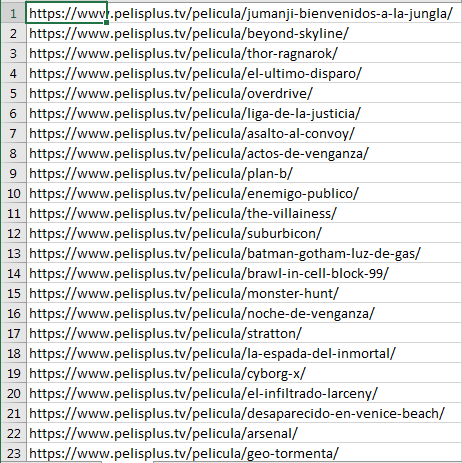 1 https://www.pelisplus.tv/pelicula/jumanji-bienvenidos-a-la-jungla/
2 https://www.pelisplus.tv/pelicula/beyond-skyline/
3 https://www.pelisplus.tv/pelicula/thor-ragnarok/
4 https://www.pelisplus.tv/pelicula/el-ultimo-disparo/
5 https://www.pelisplus.tv/pelicula/overdrive/
6 https://www.pelisplus.tv/pelicula/liga-de-la-justicia/
7 https://www.pelisplus.tv/pelicula/asalto-al-convoy/
8 https://www.pelisplus.tv/pelicula/actos-de-venganza/
9 https://www.pelisplus.tv/pelicula/plan-b/
10 https://www.pelisplus.tv/pelicula/enemigo-publico/
11 https://www.pelisplus.tv/pelicula/the-villainess/
12 https://www.pelisplus.tv/pelicula/suburbicon/
13 https://www.pelisplus.tv/pelicula/batman-gotham-luz-de-gas/
14 https://www.pelisplus.tv/pelicula/brawl-in-cell-block-99/
15 https://www.pelisplus.tv/pelicula/monster-hunt/
16 https://www.pelisplus.tv/pelicula/noche-de-venganza/
17 https://www.pelisplus.tv/pelicula/stratton/
18 https://www.pelisplus.tv/pelicula/la-espada-del-inmortal/
19 https://www.pelisplus.tv/pelicula/cyborg-x/
20 https://www.pelisplus.tv/pelicula/el-infiltrado-larceny/
21 https://www.pelisplus.tv/pelicula/desaparecido-en-venice-beach/
22 https://www.pelisplus.tv/pelicula/arsenal/
23 https://www.pelisplus.tv/pelicula/geo-tormenta/